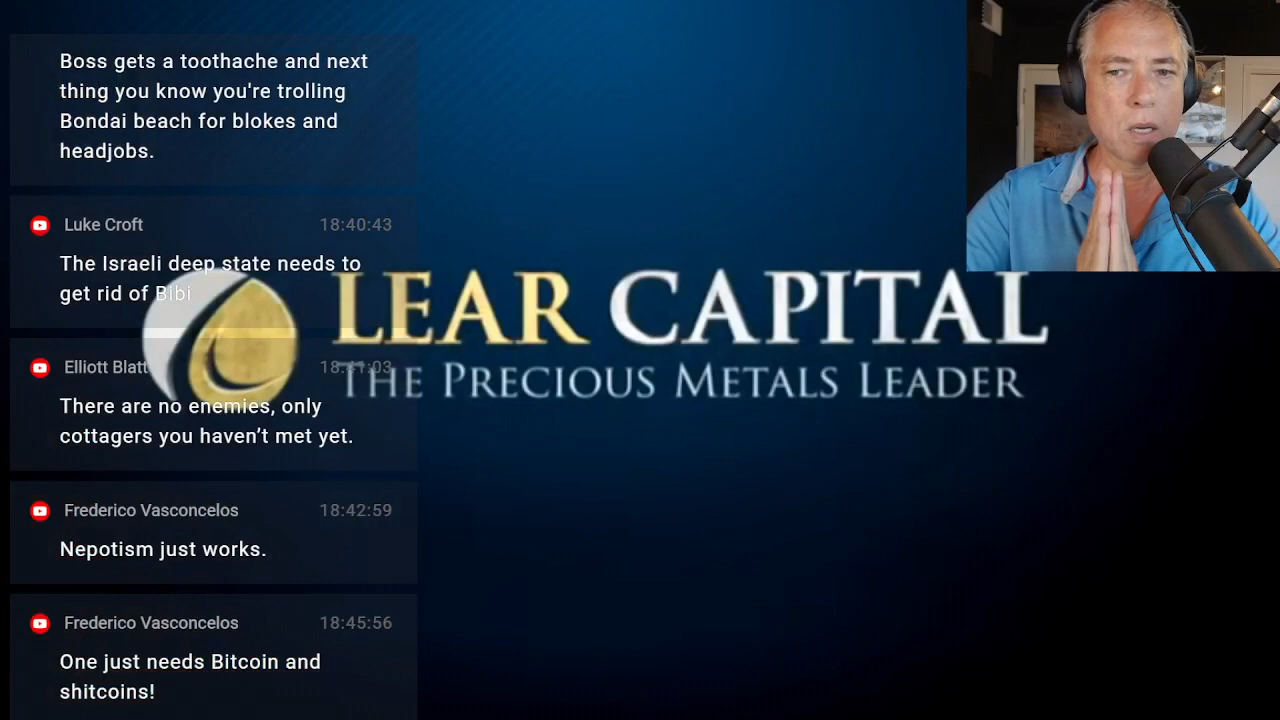 Boss gets a toothache and next
thing you know you're trolling
Bondai beach for blokes and
headjobs.
Luke Croft 18:40:43
The Israeli deep state needs to
get rid of Bibi
LEAR CAPITAL
THE PRECIOUS METALS LEADER
Elliott Blatt 18:41:03
There are no enemies, only
cottagers you haven’t met yet.
Frederico Vasconcelos 18:42:59
Nepotism just works.
Frederico Vasconcelos 18:45:56
One just needs Bitcoin and
shitcoins!